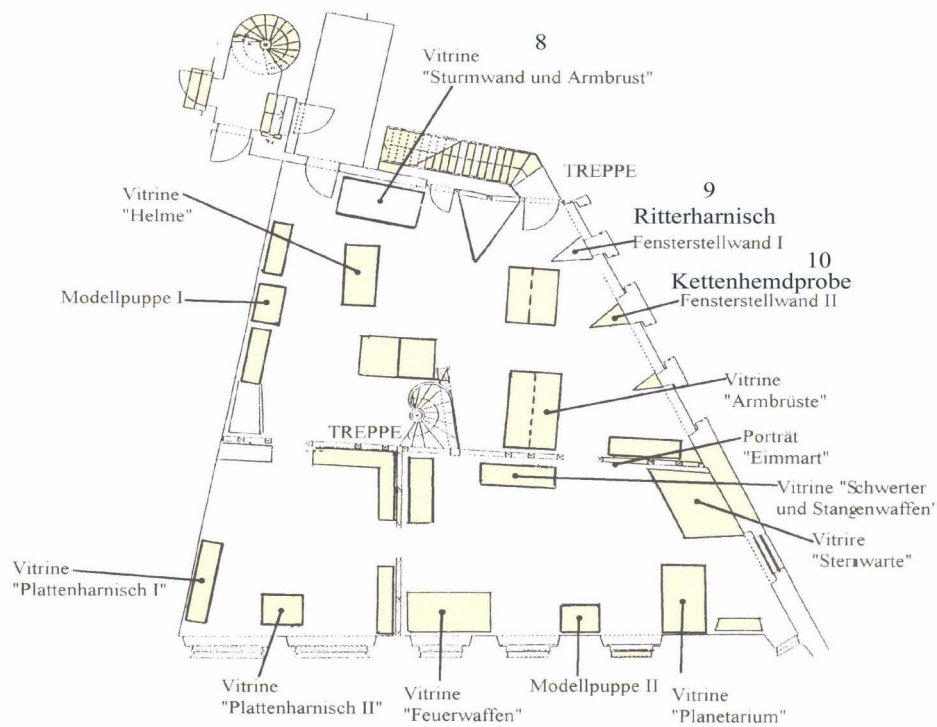 8
Vitrine
"Sturmwand und Armbrust"
TREPPE
Vitrine
"Helme"
9
Ritterharnisch
Fensterstellwand I
10
Kettenhemdprobe
Fensterstellwand II
Modellpuppe I
Vitrine
"Armbrüste"
TREPPE
Porträt
"Eimmart"
Vitrine "Schwerter
und Stangenwaffen"
Vitrire
"Sternwarte"
Vitrine
"Plattenharnisch I"
Vitrine
"Plattenharnisch II"
Vitrine
"Feuerwaffen"
Modellpuppe II
Vitrine
"Planetarium"